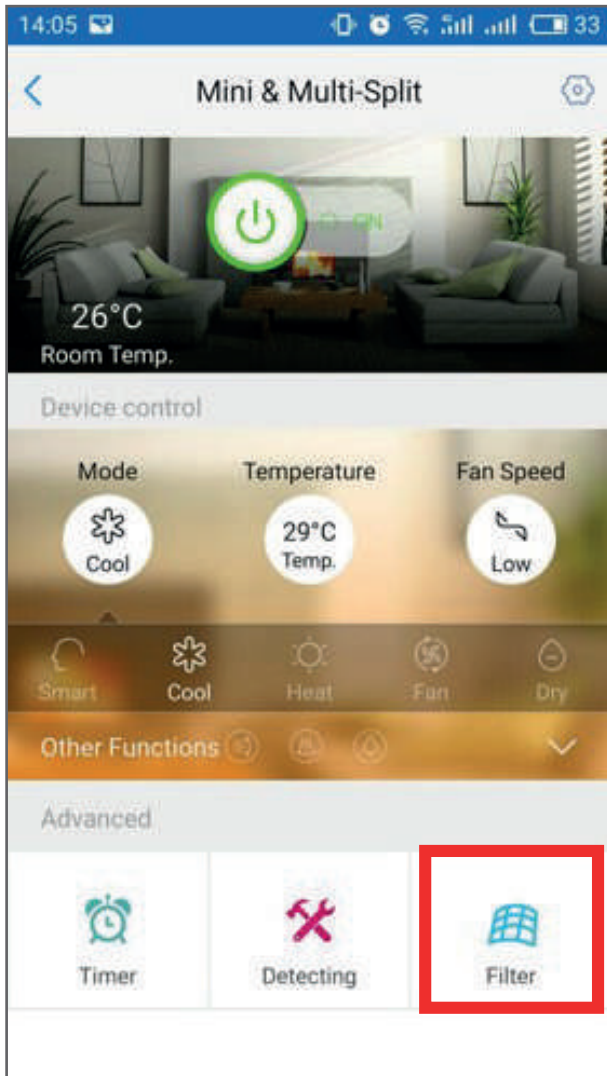 14:05 33
Mini & Multi-Split
ON
26°C
Room Temp.
Device control
Mode Temperature Fan Speed
Cool 29°C Temp. Low
Smart Cool Heat Fan Dry
Other Functions
Advanced
Timer Detecting Filter